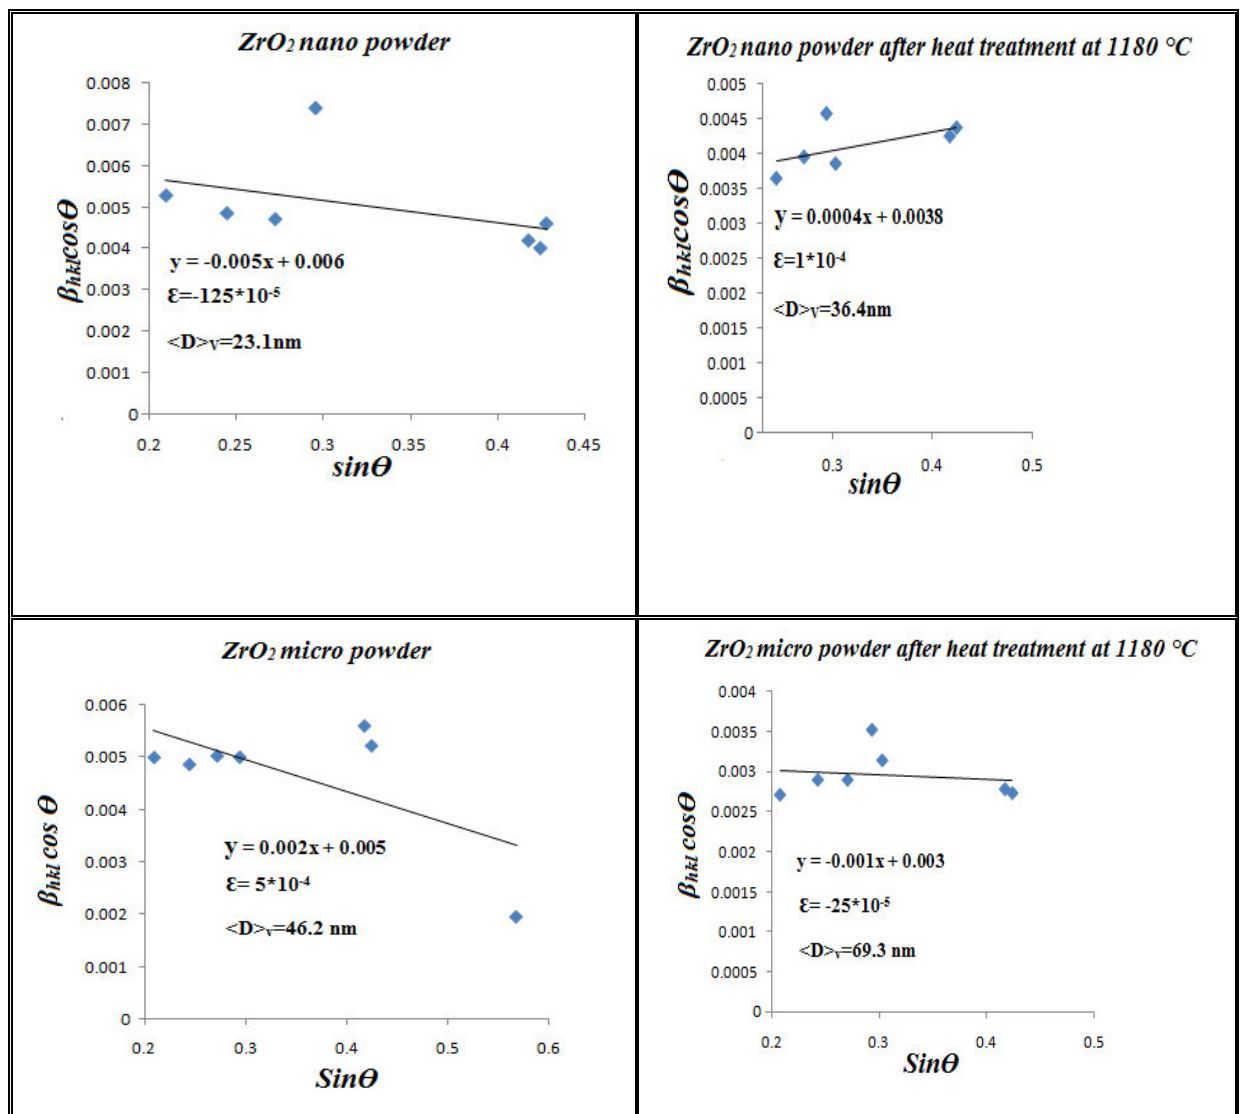 ZrO₂ nano powder
0.008
0.007
0.006
0.005
0.004
0.003
0.002
0.001
0
βhklcosθ
y = -0.005x + 0.006
ε=-125*10⁻⁵
<D>v=23.1nm
0.2 0.25 0.3 0.35 0.4 0.45
sinθ
ZrO₂ nano powder after heat treatment at 1180 °C
0.005
0.0045
0.004
0.0035
0.003
0.0025
0.002
0.0015
0.001
0.0005
0
βhklcosθ
y = 0.0004x + 0.0038
ε=1*10⁻⁴
<D>v=36.4nm
0.3 0.4 0.5
sinθ
ZrO₂ micro powder
0.006
0.005
0.004
0.003
0.002
0.001
0
βhkl cos θ
y = 0.002x + 0.005
ε= 5*10⁻⁴
<D>v=46.2 nm
0.2 0.3 0.4 0.5 0.6
Sinθ
ZrO₂ micro powder after heat treatment at 1180 °C
0.004
0.0035
0.003
0.0025
0.002
0.0015
0.001
0.0005
0
βhkl cosθ
y = -0.001x + 0.003
ε= -25*10⁻⁵
<D>v=69.3 nm
0.2 0.3 0.4 0.5
Sinθ